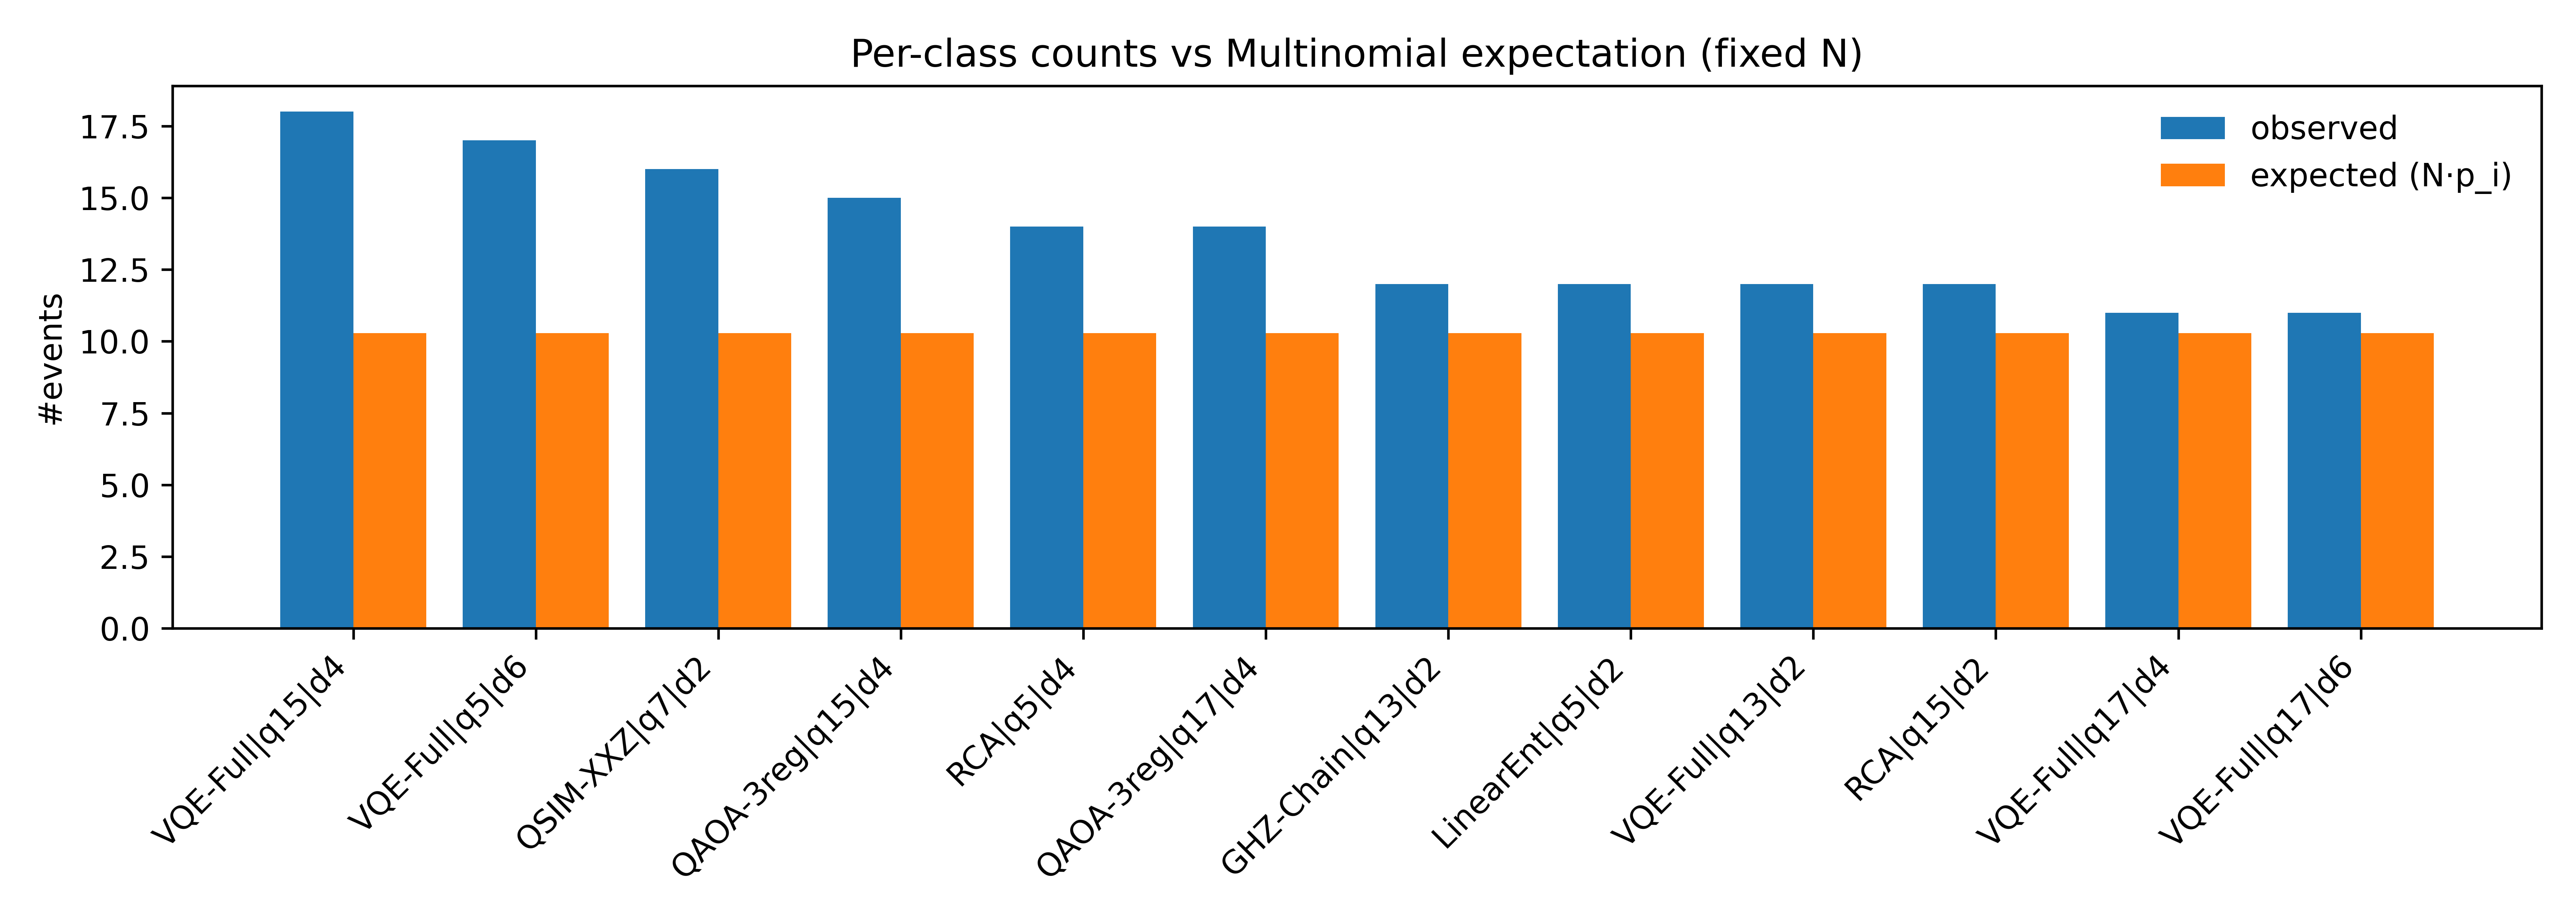 Per-class counts vs Multinomial expectation (fixed N)
observed
expected (N·p_i)
#events
17.5
15.0
12.5
10.0
7.5
5.0
2.5
0.0
VQE-Full|q15|d4
VQE-Full|q5|d6
QSIM-XXZ|q7|d2
QAOA-3reg|q15|d4
RCA|q5|d4
QAOA-3reg|q17|d4
GHZ-Chain|q13|d2
LinearEnt|q5|d2
VQE-Full|q13|d2
RCA|q15|d2
VQE-Full|q17|d4
VQE-Full|q17|d6